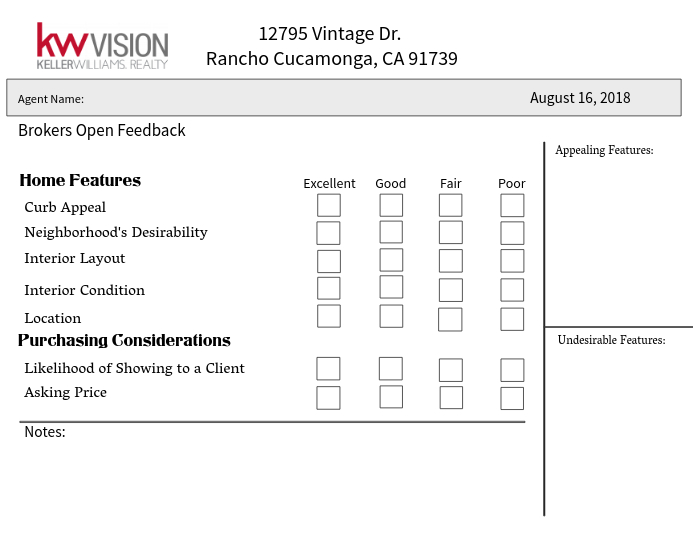 kw VISION
KELLERWILLIAMS. REALTY
12795 Vintage Dr.
Rancho Cucamonga, CA 91739
Agent Name:
August 16, 2018
Brokers Open Feedback
Home Features
Excellent Good Fair Poor
Curb Appeal
Neighborhood's Desirability
Interior Layout
Interior Condition
Location
Purchasing Considerations
Likelihood of Showing to a Client
Asking Price
Notes:
Appealing Features:
Undesirable Features: